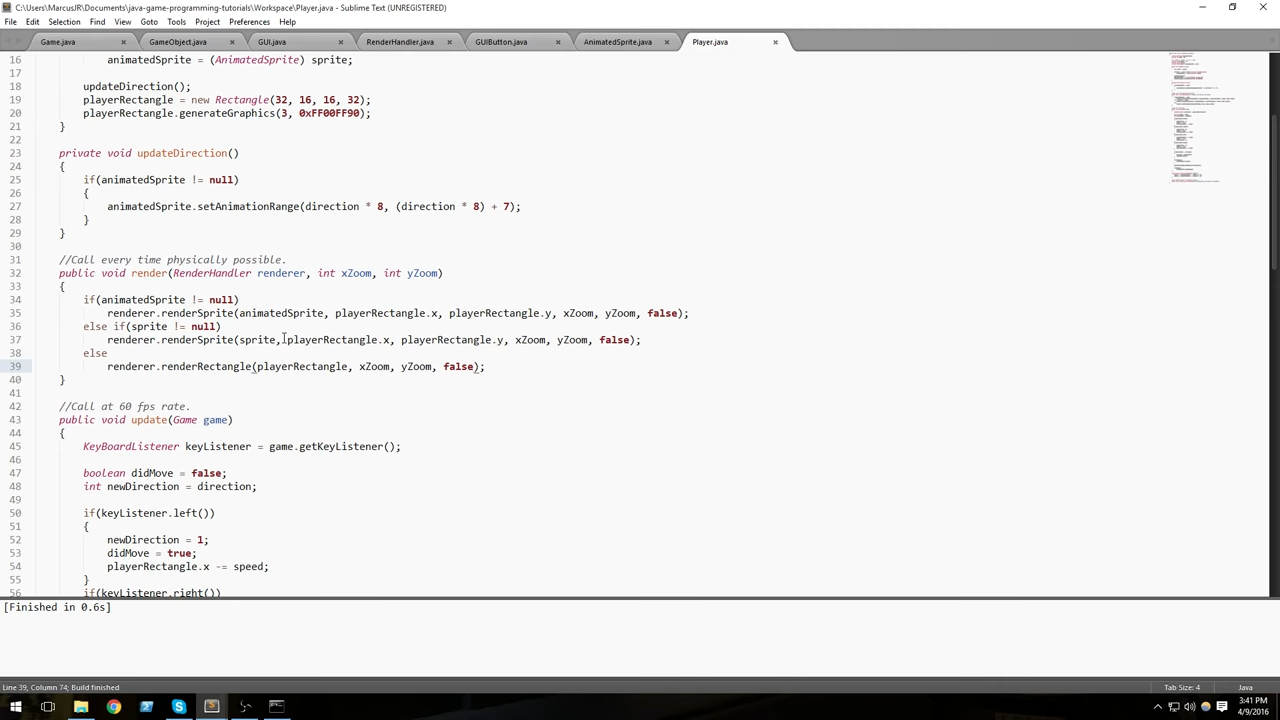 C:\Users\MarcusJR\Documents\java-game-programming-tutorials\Workspace\Player.java - Sublime Text (UNREGISTERED)
File Edit Selection Find View Goto Tools Project Preferences Help
Game.java GameObject.java GUI.java RenderHandler.java GUIButton.java AnimatedSprite.java Player.java
16 animatedSprite = (AnimatedSprite) sprite;
17
18 updateDirection();
19 playerRectangle = new Rectangle(32, 16, 16, 32);
20 playerRectangle.generateGraphics(3, 0xFF00FF90);
21 }
22
23 private void updateDirection()
24 {
25 if(animatedSprite != null)
26 {
27 animatedSprite.setAnimationRange(direction * 8, (direction * 8) + 7);
28 }
29 }
30
31 //Call every time physically possible.
32 public void render(RenderHandler renderer, int xZoom, int yZoom)
33 {
34 if(animatedSprite != null)
35 renderer.renderSprite(animatedSprite, playerRectangle.x, playerRectangle.y, xZoom, yZoom, false);
36 else if(sprite != null)
37 renderer.renderSprite(sprite, playerRectangle.x, playerRectangle.y, xZoom, yZoom, false);
38 else
39 renderer.renderRectangle(playerRectangle, xZoom, yZoom, false);
40 }
41
42 //Call at 60 fps rate.
43 public void update(Game game)
44 {
45 KeyBoardListener keyListener = game.getKeyListener();
46
47 boolean didMove = false;
48 int newDirection = direction;
49
50 if(keyListener.left())
51 {
52 newDirection = 1;
53 didMove = true;
54 playerRectangle.x -= speed;
55 }
56 if(keyListener.right())
[Finished in 0.6s]
Line 39, Column 74; Build finished Tab Size: 4 Java
3:41 PM
4/9/2016